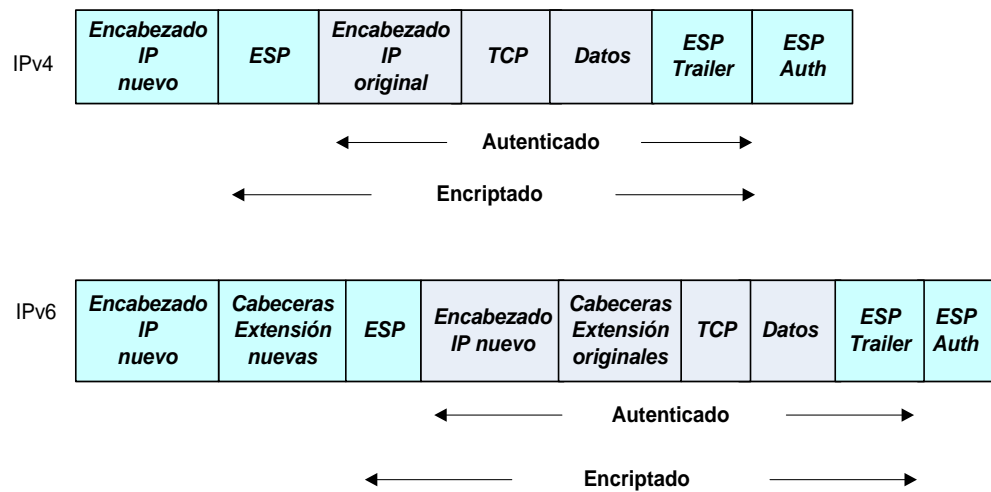 IPv4
Encabezado
IP
nuevo
ESP
Encabezado
IP
original
TCP
Datos
ESP
Trailer
ESP
Auth
Autenticado
Encriptado
IPv6
Encabezado
IP
nuevo
Cabeceras
Extensión
nuevas
ESP
Encabezado
IP nuevo
Cabeceras
Extensión
originales
TCP
Datos
ESP
Trailer
ESP
Auth
Autenticado
Encriptado